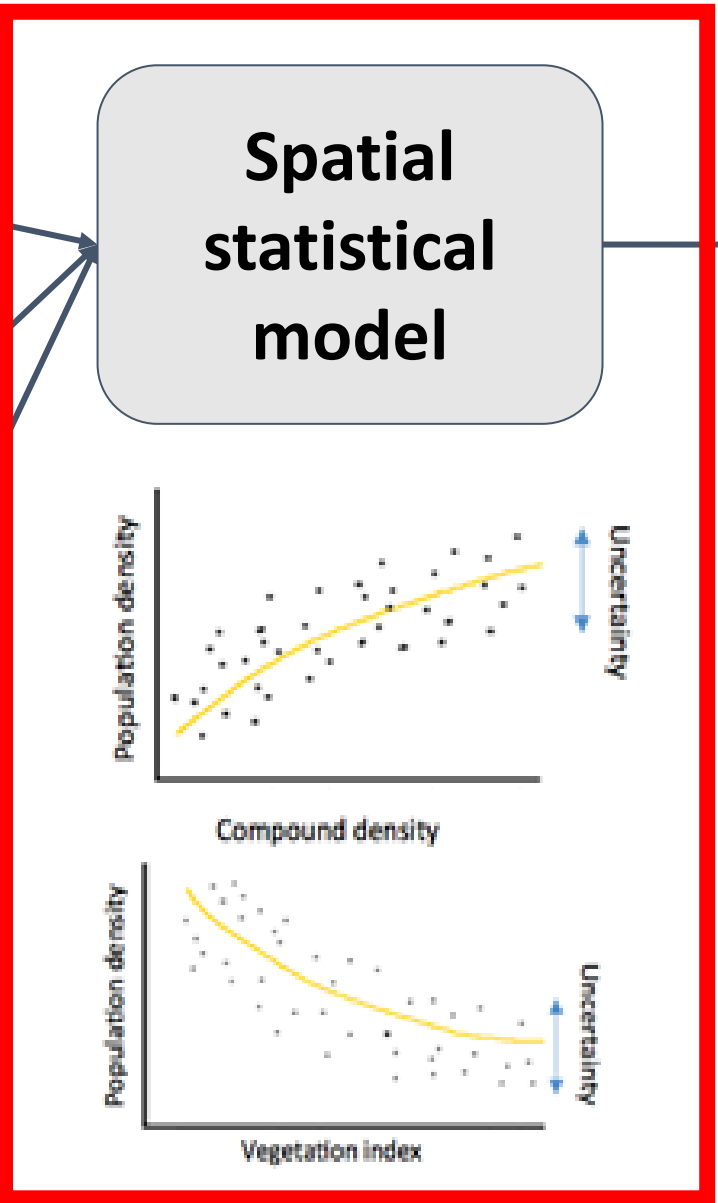 Spatial
statistical
model
Population density
Uncertainty
Compound density
Population density
Uncertainty
Vegetation index